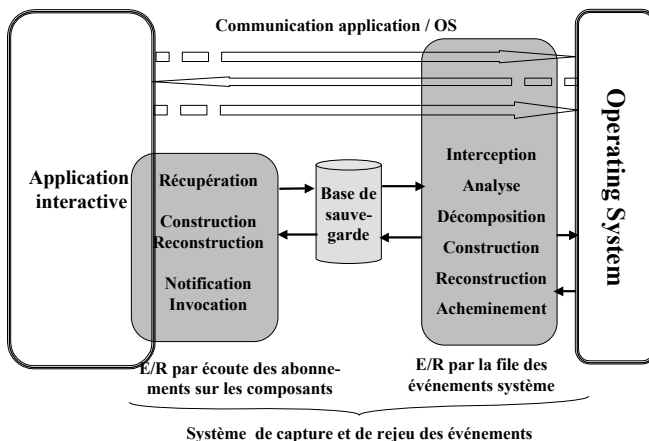 Communication application / OS
Application
interactive
Récupération
Construction
Reconstruction
Notification
Invocation
Base de
sauve-
garde
Interception
Analyse
Décomposition
Construction
Reconstruction
Acheminement
Operating System
E/R par écoute des abonne-
ments sur les composants
E/R par la file des
événements système
Système de capture et de rejeu des événements